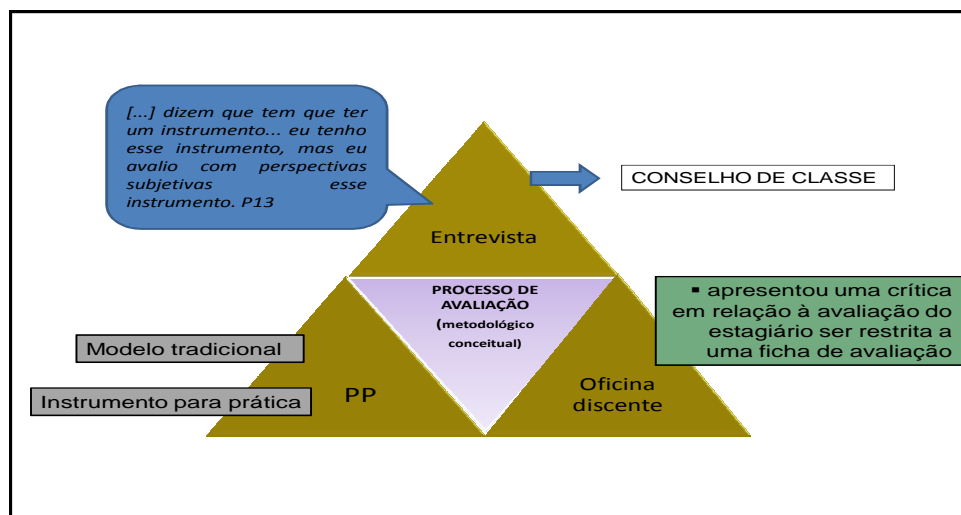 [...] dizem que tem que ter
um instrumento... eu tenho
esse instrumento, mas eu
avalio com perspectivas
subjetivas esse
instrumento. P13
CONSELHO DE CLASSE
Entrevista
PROCESSO DE
AVALIAÇÃO
(metodológico
conceitual)
▪ apresentou uma crítica
em relação à avaliação do
estagiário ser restrita a
uma ficha de avaliação
Modelo tradicional
Instrumento para prática
PP
Oficina
discente